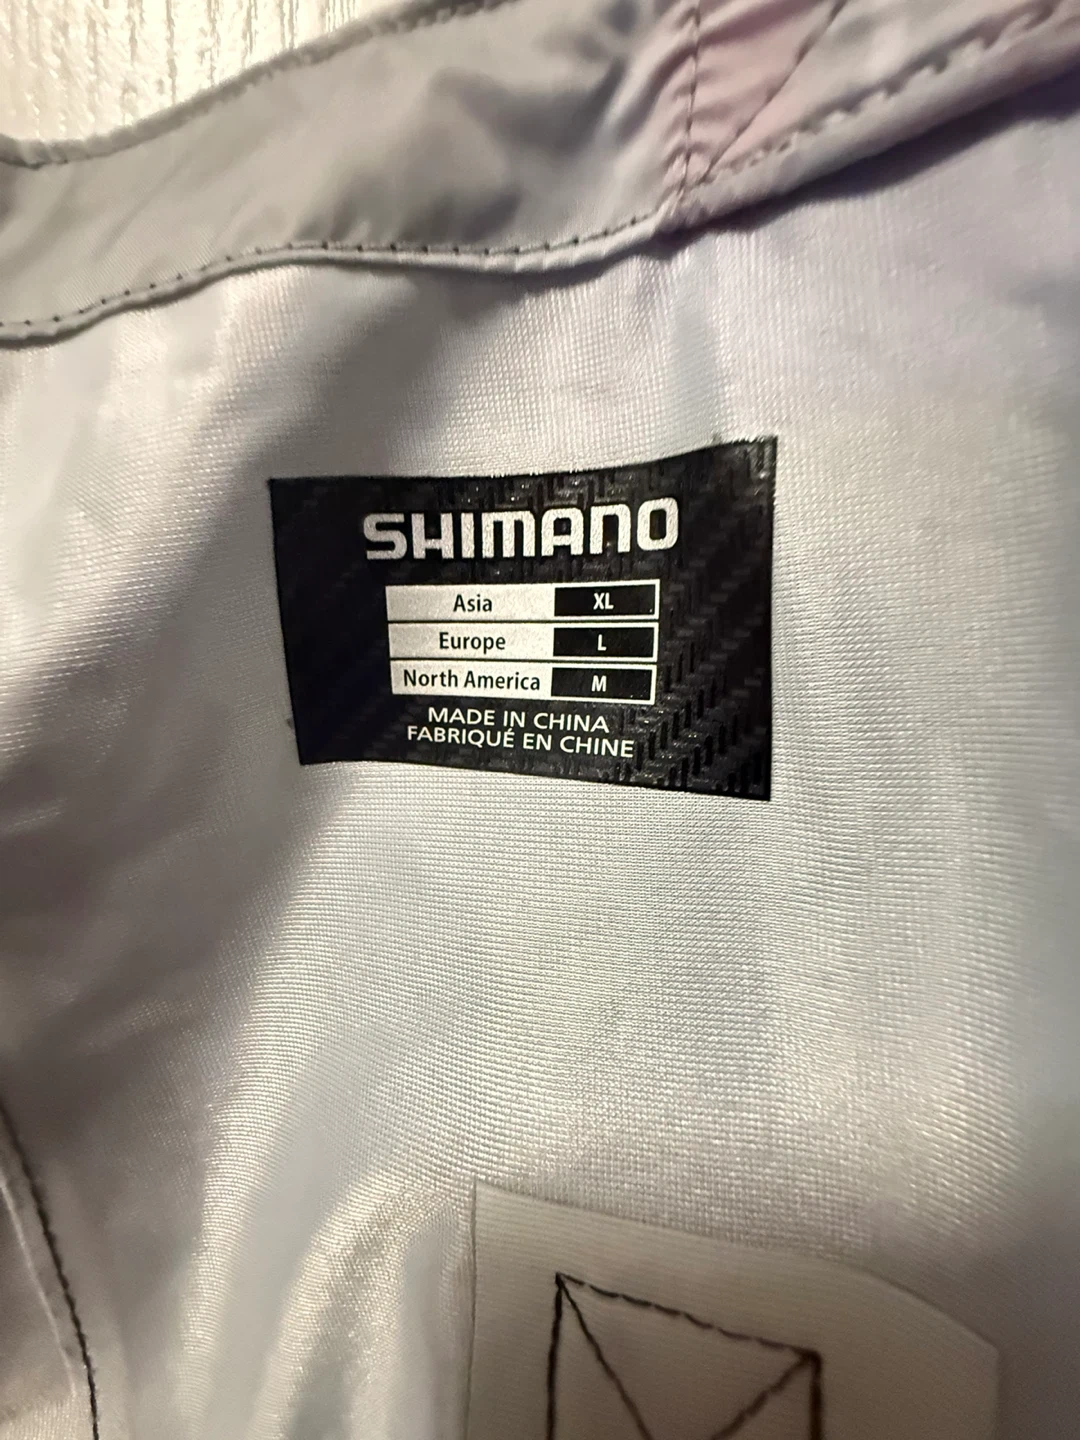 SHIMANO
Asia XL
Europe L
North America M
MADE IN CHINA
FABRIQUÉ EN CHINE